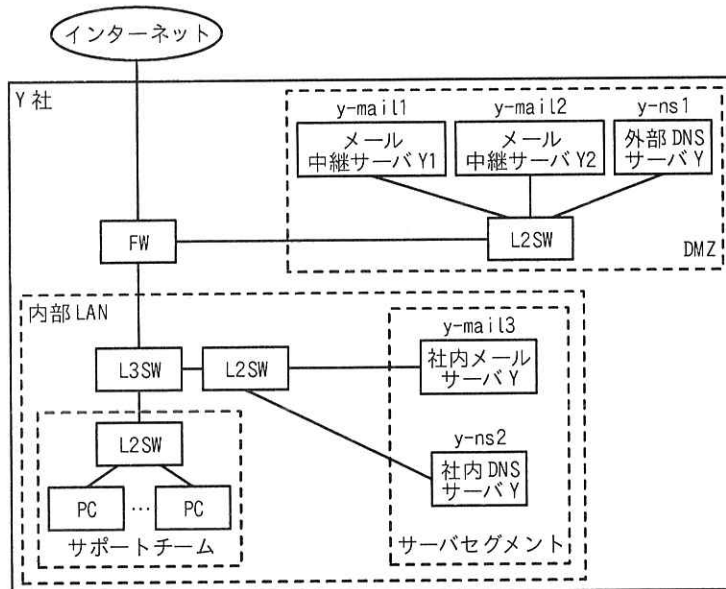 インターネット
Y社
y-mail1
y-mail2
y-ns1
メール
中継サーバY1
メール
中継サーバY2
外部DNS
サーバY
FW
L2SW
DMZ
内部LAN
y-mail3
L3SW
L2SW
社内メール
サーバY
L2SW
y-ns2
社内DNS
サーバY
PC
…
PC
サポートチーム
サーバセグメント